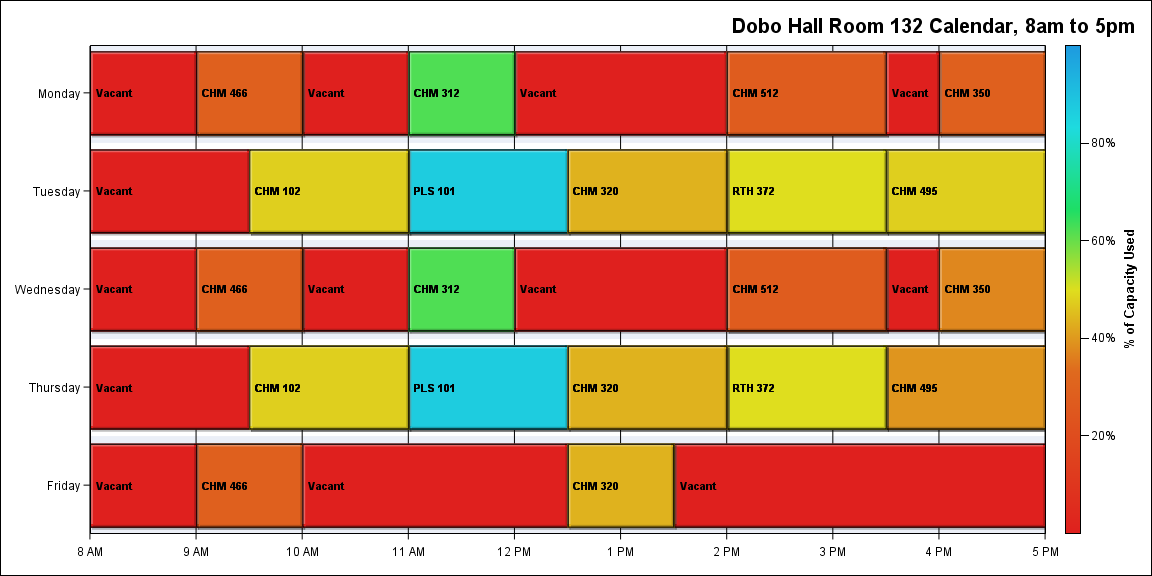 Dobo Hall Room 132 Calendar, 8am to 5pm
Monday
Vacant CHM 466 Vacant CHM 312 Vacant CHM 512 Vacant CHM 350
Tuesday
Vacant CHM 102 PLS 101 CHM 320 RTH 372 CHM 495
Wednesday
Vacant CHM 466 Vacant CHM 312 Vacant CHM 512 Vacant CHM 350
Thursday
Vacant CHM 102 PLS 101 CHM 320 RTH 372 CHM 495
Friday
Vacant CHM 466 Vacant CHM 320 Vacant
8 AM 9 AM 10 AM 11 AM 12 PM 1 PM 2 PM 3 PM 4 PM 5 PM
80%
60%
40%
20%
% of Capacity Used